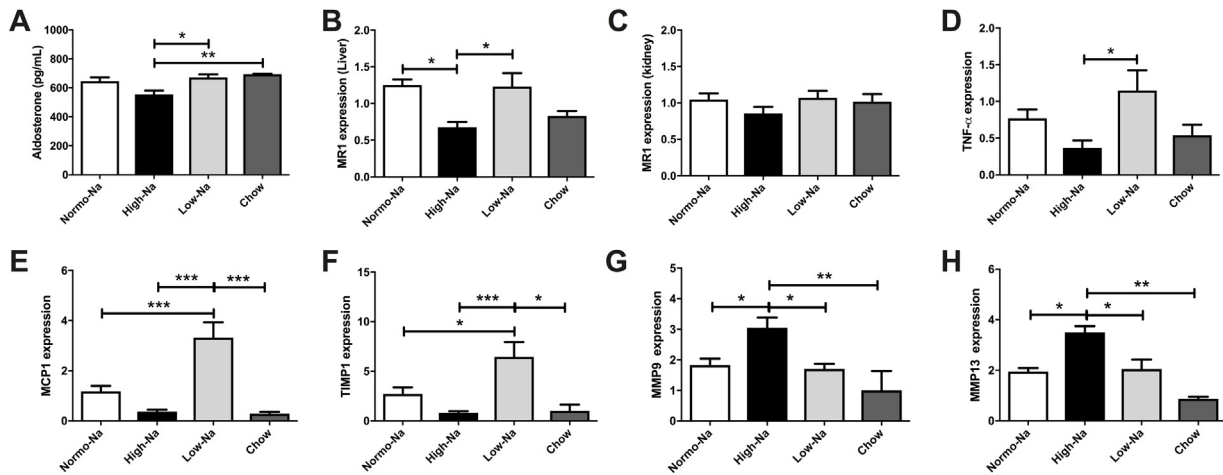 A
Aldosterone (pg/mL)
1000
800
600
400
200
0
*
**
Normo-Na
High-Na
Low-Na
Chow
B
MR1 expression (Liver)
2.0
1.5
1.0
0.5
0.0
*
*
Normo-Na
High-Na
Low-Na
Chow
C
MR1 expression (kidney)
2.0
1.5
1.0
0.5
0.0
Normo-Na
High-Na
Low-Na
Chow
D
TNF-α expression
2.0
1.5
1.0
0.5
0.0
*
Normo-Na
High-Na
Low-Na
Chow
E
MCP1 expression
6
4
2
0
***
***
***
Normo-Na
High-Na
Low-Na
Chow
F
TIMP1 expression
15
10
5
0
***
*
*
Normo-Na
High-Na
Low-Na
Chow
G
MMP9 expression
5
4
3
2
1
0
**
*
*
Normo-Na
High-Na
Low-Na
Chow
H
MMP13 expression
6
4
2
0
**
*
*
Normo-Na
High-Na
Low-Na
Chow